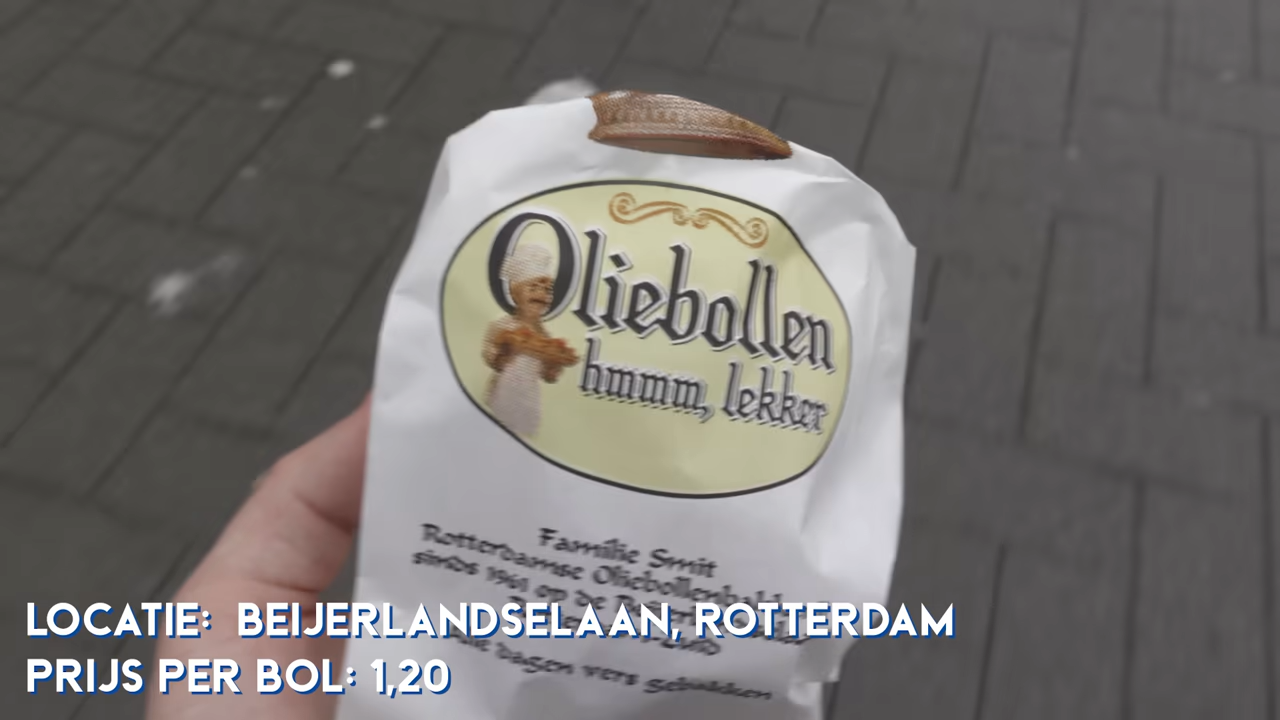 Oliebollen
hmmm, lekker
Familie Smit
Rotterdamse
sinds 1961 op de
dagen vers gebakken
LOCATIE: BEIJERLANDSELAAN, ROTTERDAM
PRIJS PER BOL: 1,20